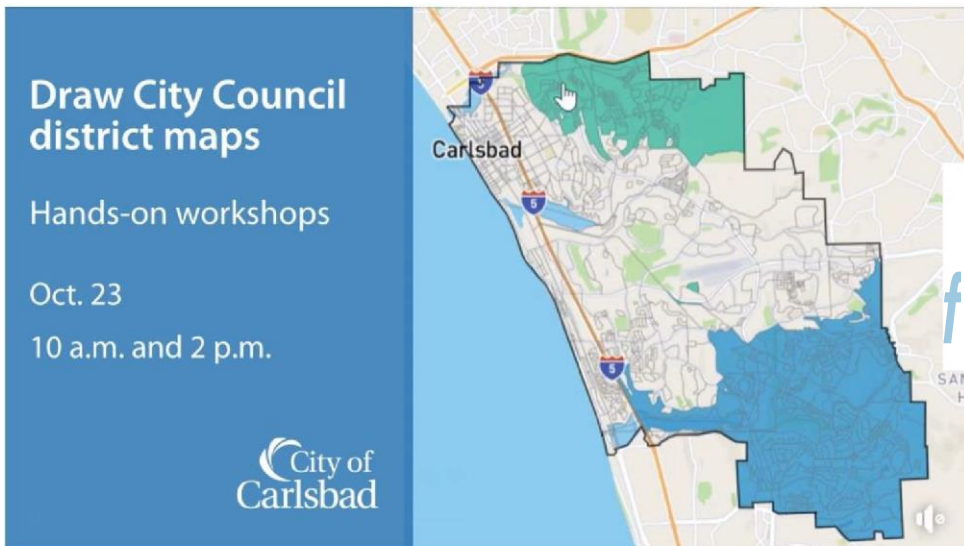 Draw City Council
district maps
Hands-on workshops
Oct. 23
10 a.m. and 2 p.m.
City of
Carlsbad
5
Carlsbad
5
5
f
SAN
H